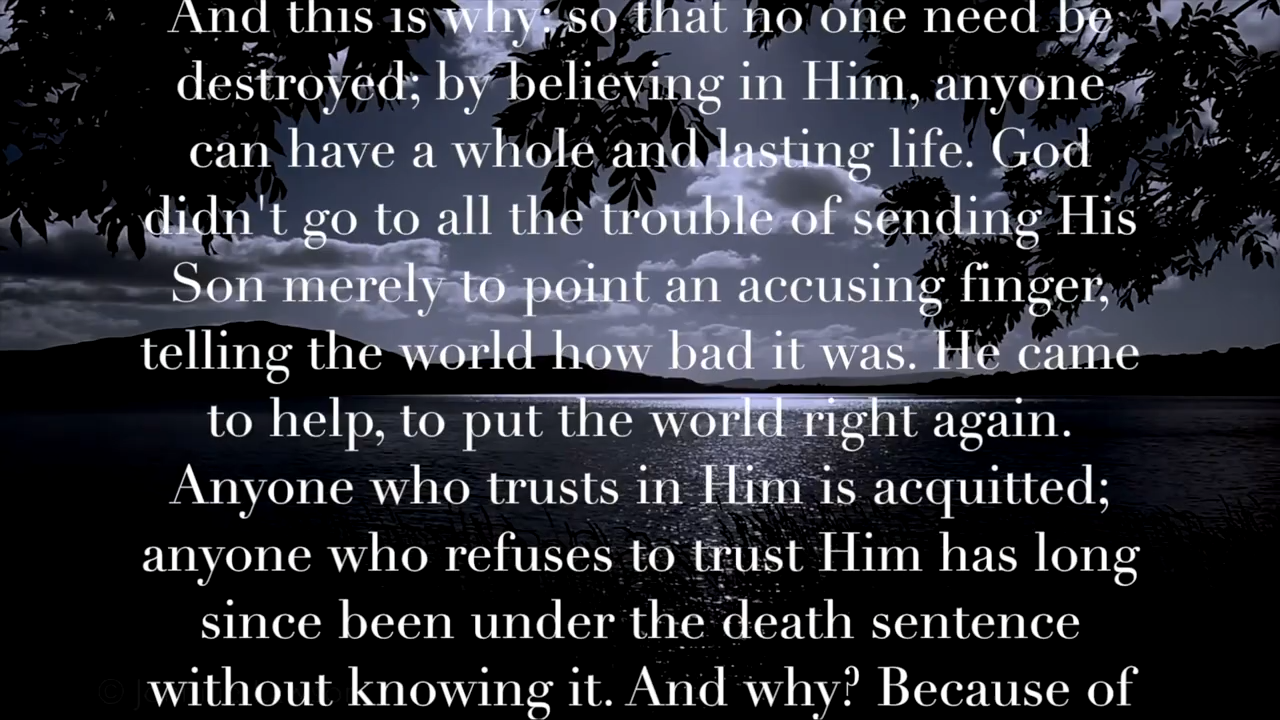 And this is why: so that no one need be
destroyed; by believing in Him, anyone
can have a whole and lasting life. God
didn't go to all the trouble of sending His
Son merely to point an accusing finger,
telling the world how bad it was. He came
to help, to put the world right again.
Anyone who trusts in Him is acquitted;
anyone who refuses to trust Him has long
since been under the death sentence
without knowing it. And why? Because of